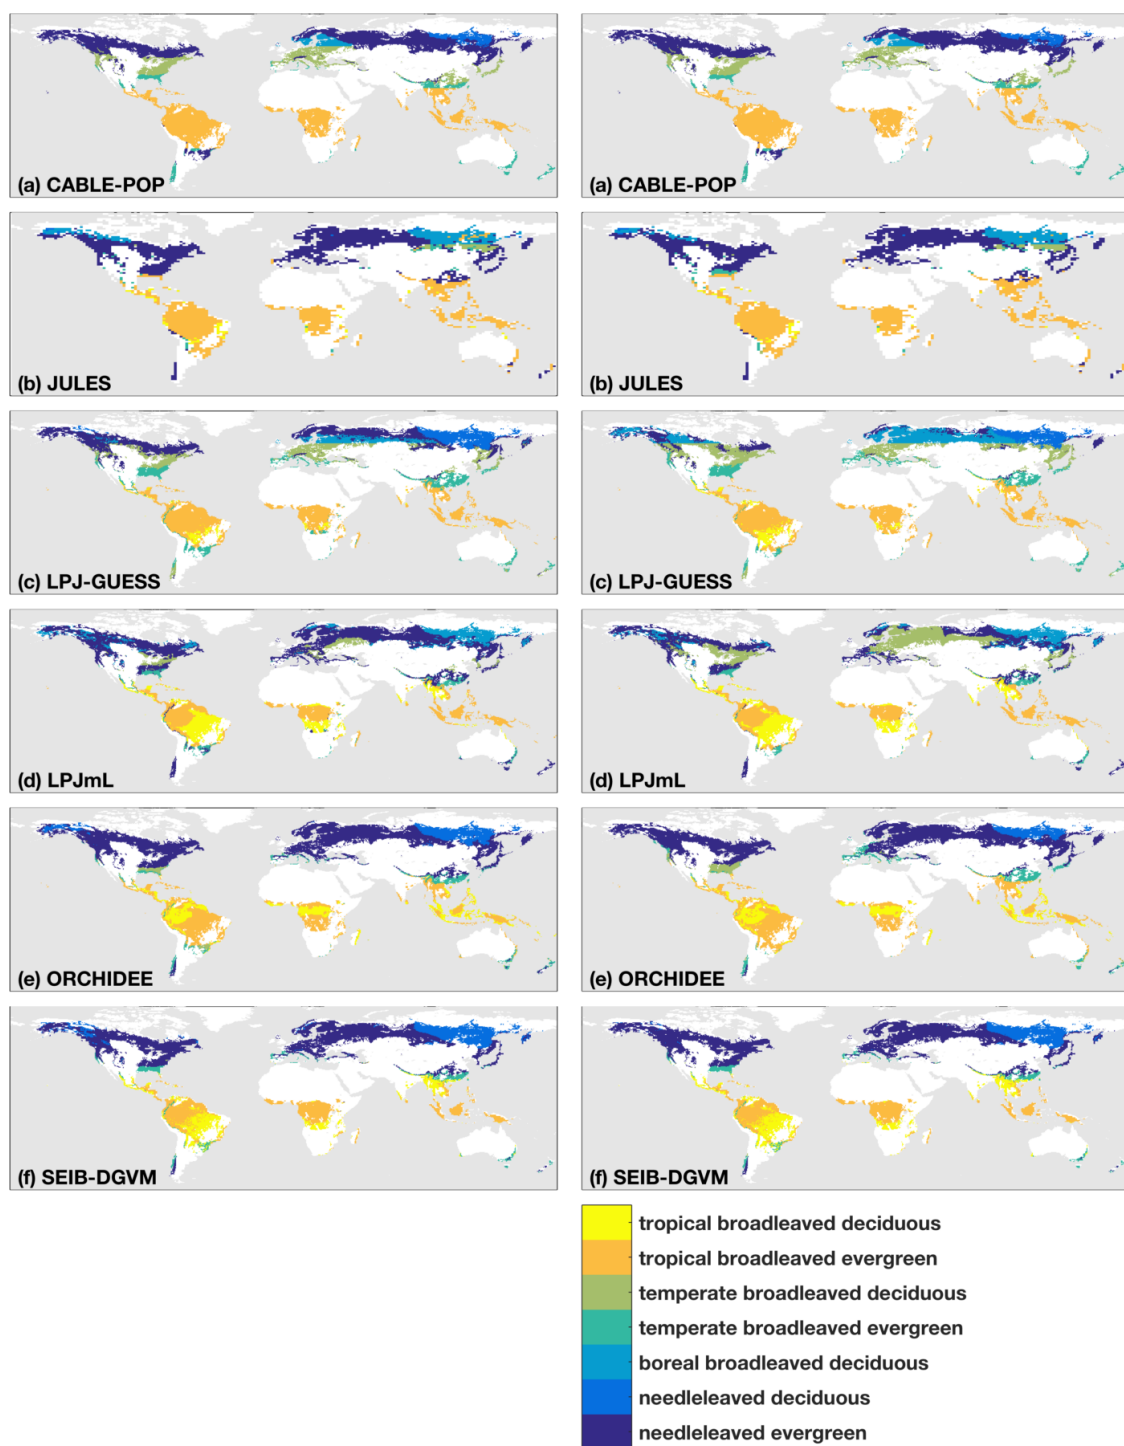 (a) CABLE-POP
(a) CABLE-POP
(b) JULES
(b) JULES
(c) LPJ-GUESS
(c) LPJ-GUESS
(d) LPJmL
(d) LPJmL
(e) ORCHIDEE
(e) ORCHIDEE
(f) SEIB-DGVM
(f) SEIB-DGVM
tropical broadleaved deciduous
tropical broadleaved evergreen
temperate broadleaved deciduous
temperate broadleaved evergreen
boreal broadleaved deciduous
needleleaved deciduous
needleleaved evergreen